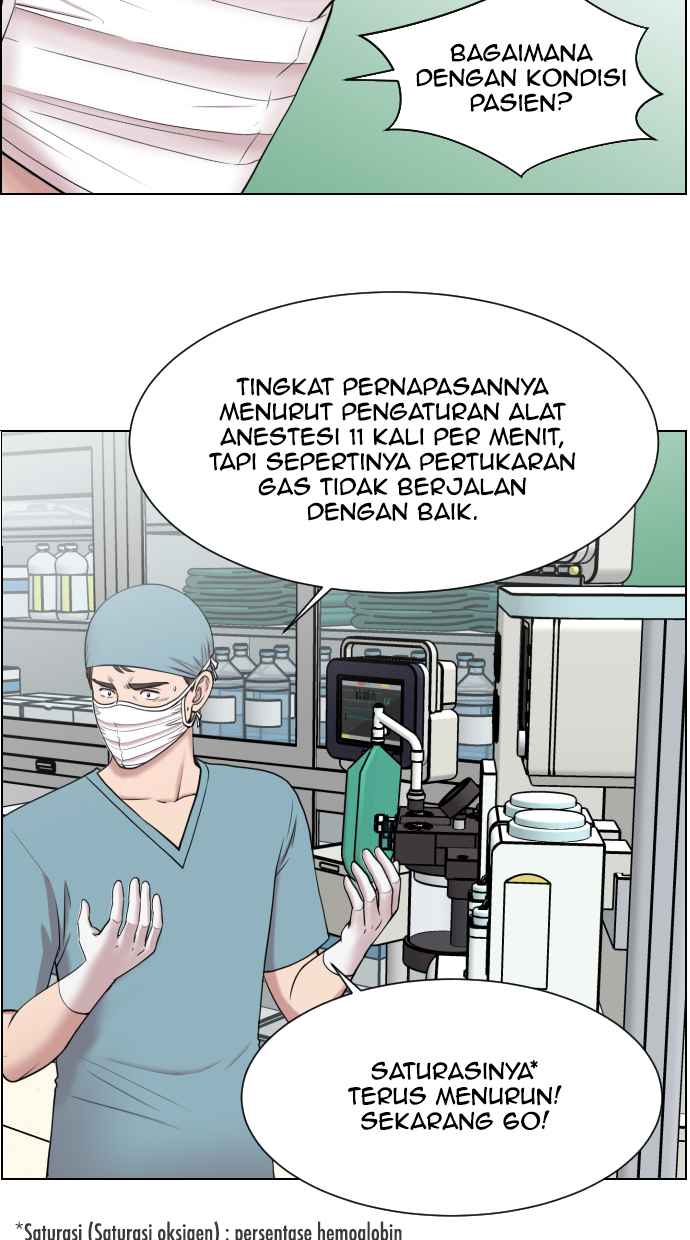 BAGAIMANA
DENGAN KONDISI
PASIEN?
TINGKAT PERNAPASANNYA
MENURUT PENGATURAN ALAT
ANESTESI 11 KALI PER MENIT,
TAPI SEPERTINYA PERTUKARAN
GAS TIDAK BERJALAN
DENGAN BAIK.
SATURASINYA*
TERUS MENURUN!
SEKARANG 60!
*Saturasi (Saturasi oksigen) : persentase hemoglobin